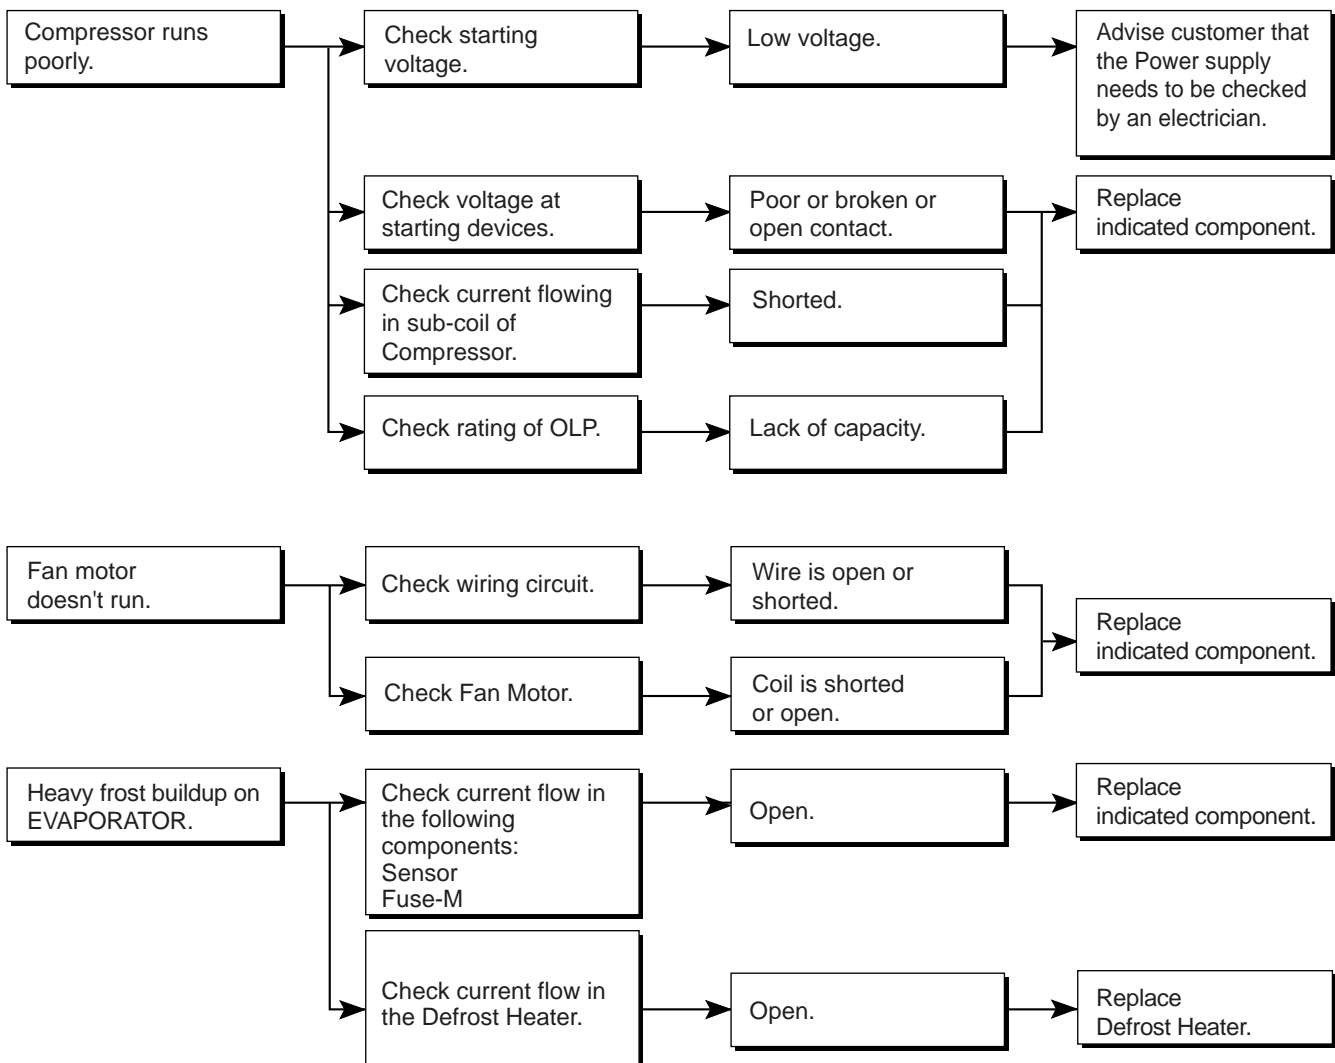 Compressor runs
poorly.
Check starting
voltage.
Low voltage.
Advise customer that
the Power supply
needs to be checked
by an electrician.
Check voltage at
starting devices.
Poor or broken or
open contact.
Replace
indicated component.
Check current flowing
in sub-coil of
Compressor.
Shorted.
Check rating of OLP.
Lack of capacity.
Fan motor
doesn't run.
Check wiring circuit.
Wire is open or
shorted.
Replace
indicated component.
Check Fan Motor.
Coil is shorted
or open.
Heavy frost buildup on
EVAPORATOR.
Check current flow in
the following
components:
Sensor
Fuse-M
Open.
Replace
indicated component.
Check current flow in
the Defrost Heater.
Open.
Replace
Defrost Heater.